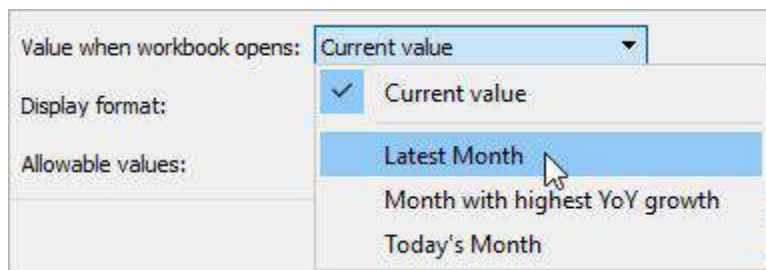 Value when workbook opens: Current value
Current value
Display format:
Latest Month
Allowable values:
Month with highest YoY growth
Today's Month